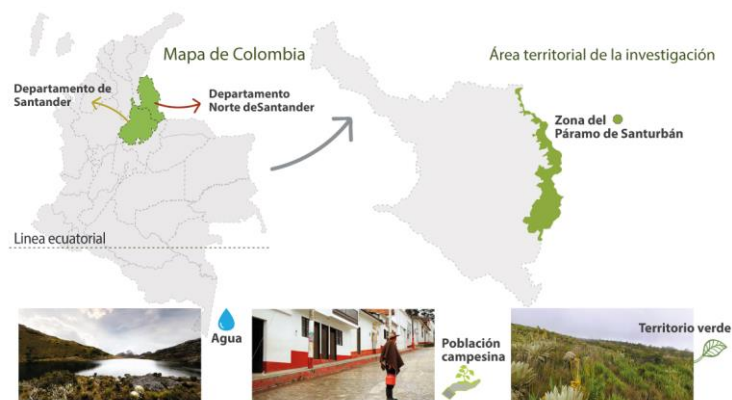 Mapa de Colombia
Área territorial de la investigación
Departamento de
Santander
Departamento
Norte deSantander
Zona del
Páramo de Santurbán
Linea ecuatorial
Agua
Población
campesina
Territorio verde